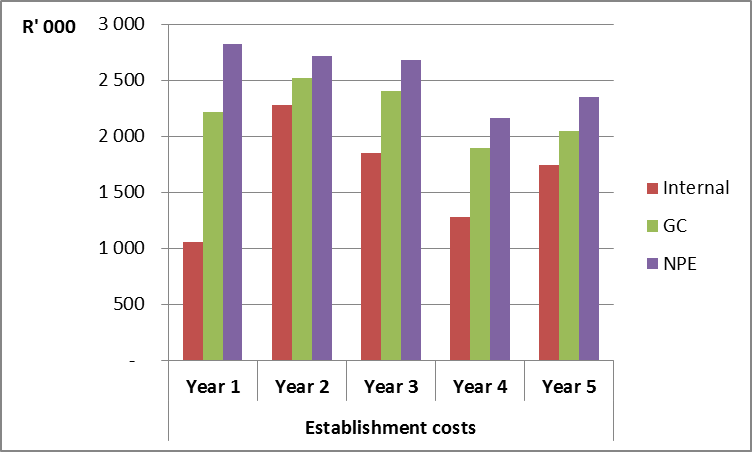 R' 000
3 000
2 500
2 000
1 500
1 000
500
-
Year 1 Year 2 Year 3 Year 4 Year 5
Establishment costs
Internal
GC
NPE